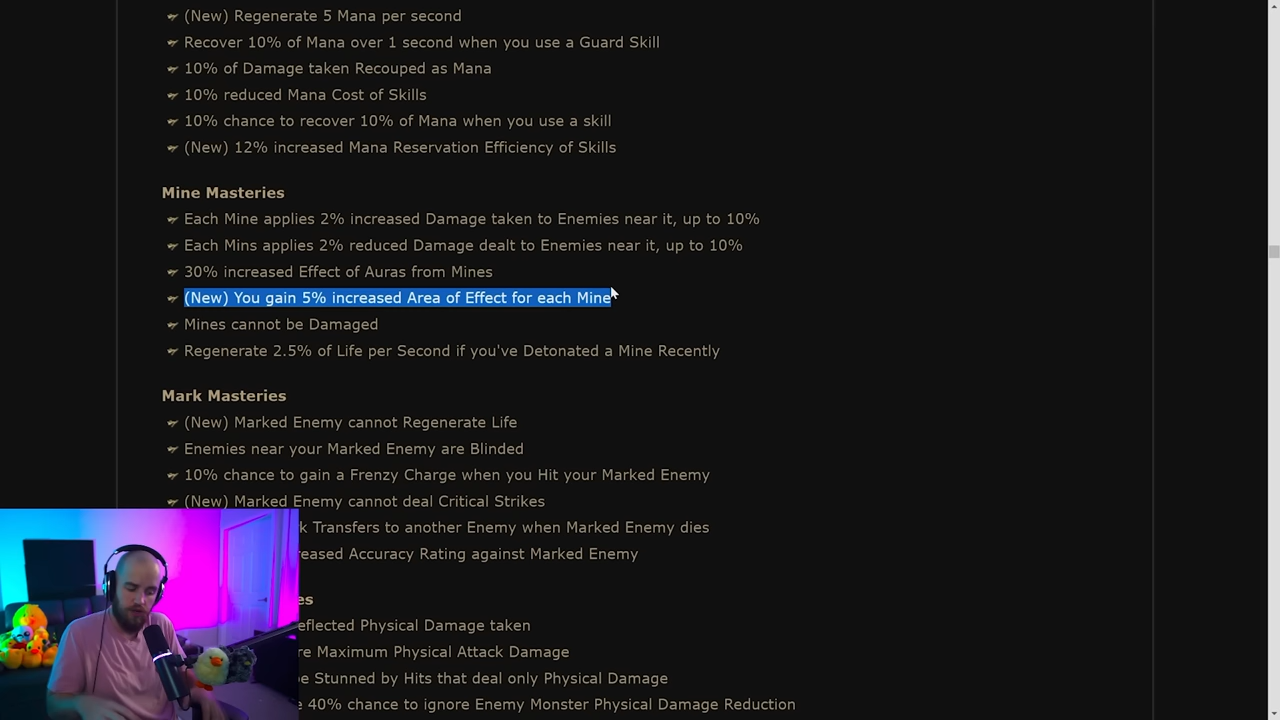 (New) Regenerate 5 Mana per second
Recover 10% of Mana over 1 second when you use a Guard Skill
10% of Damage taken Recouped as Mana
10% reduced Mana Cost of Skills
10% chance to recover 10% of Mana when you use a skill
(New) 12% increased Mana Reservation Efficiency of Skills
Mine Masteries
Each Mine applies 2% increased Damage taken to Enemies near it, up to 10%
Each Mins applies 2% reduced Damage dealt to Enemies near it, up to 10%
30% increased Effect of Auras from Mines
(New) You gain 5% increased Area of Effect for each Mine
Mines cannot be Damaged
Regenerate 2.5% of Life per Second if you've Detonated a Mine Recently
Mark Masteries
(New) Marked Enemy cannot Regenerate Life
Enemies near your Marked Enemy are Blinded
10% chance to gain a Frenzy Charge when you Hit your Marked Enemy
(New) Marked Enemy cannot deal Critical Strikes
Transfers to another Enemy when Marked Enemy dies
Accuracy Rating against Marked Enemy
Physical Damage taken
Maximum Physical Attack Damage
Stunned by Hits that deal only Physical Damage
40% chance to ignore Enemy Monster Physical Damage Reduction